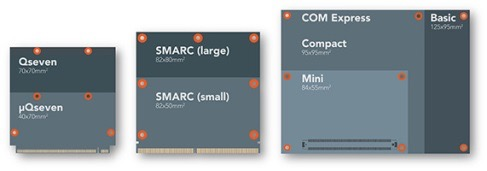 Qseven
70x70mm²
µQseven
40x70mm²
SMARC (large)
82x80mm²
SMARC (small)
82x50mm²
COM Express
Basic
125x95mm²
Compact
95x95mm²
Mini
84x55mm²